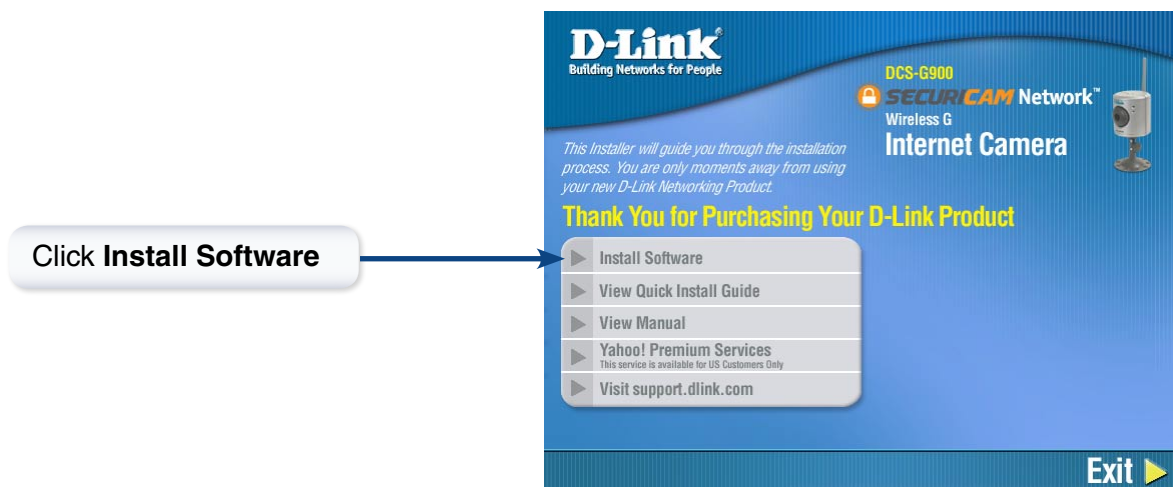 D-Link®
Building Networks for People
DCS-G900
SECURICAM Network™
Wireless G
Internet Camera
This Installer will guide you through the installation
process. You are only moments away from using
your new D-Link Networking Product.
Thank You for Purchasing Your D-Link Product
Click Install Software
Install Software
View Quick Install Guide
View Manual
Yahoo! Premium Services
This service is available for US Customers Only
Visit support.dlink.com
Exit